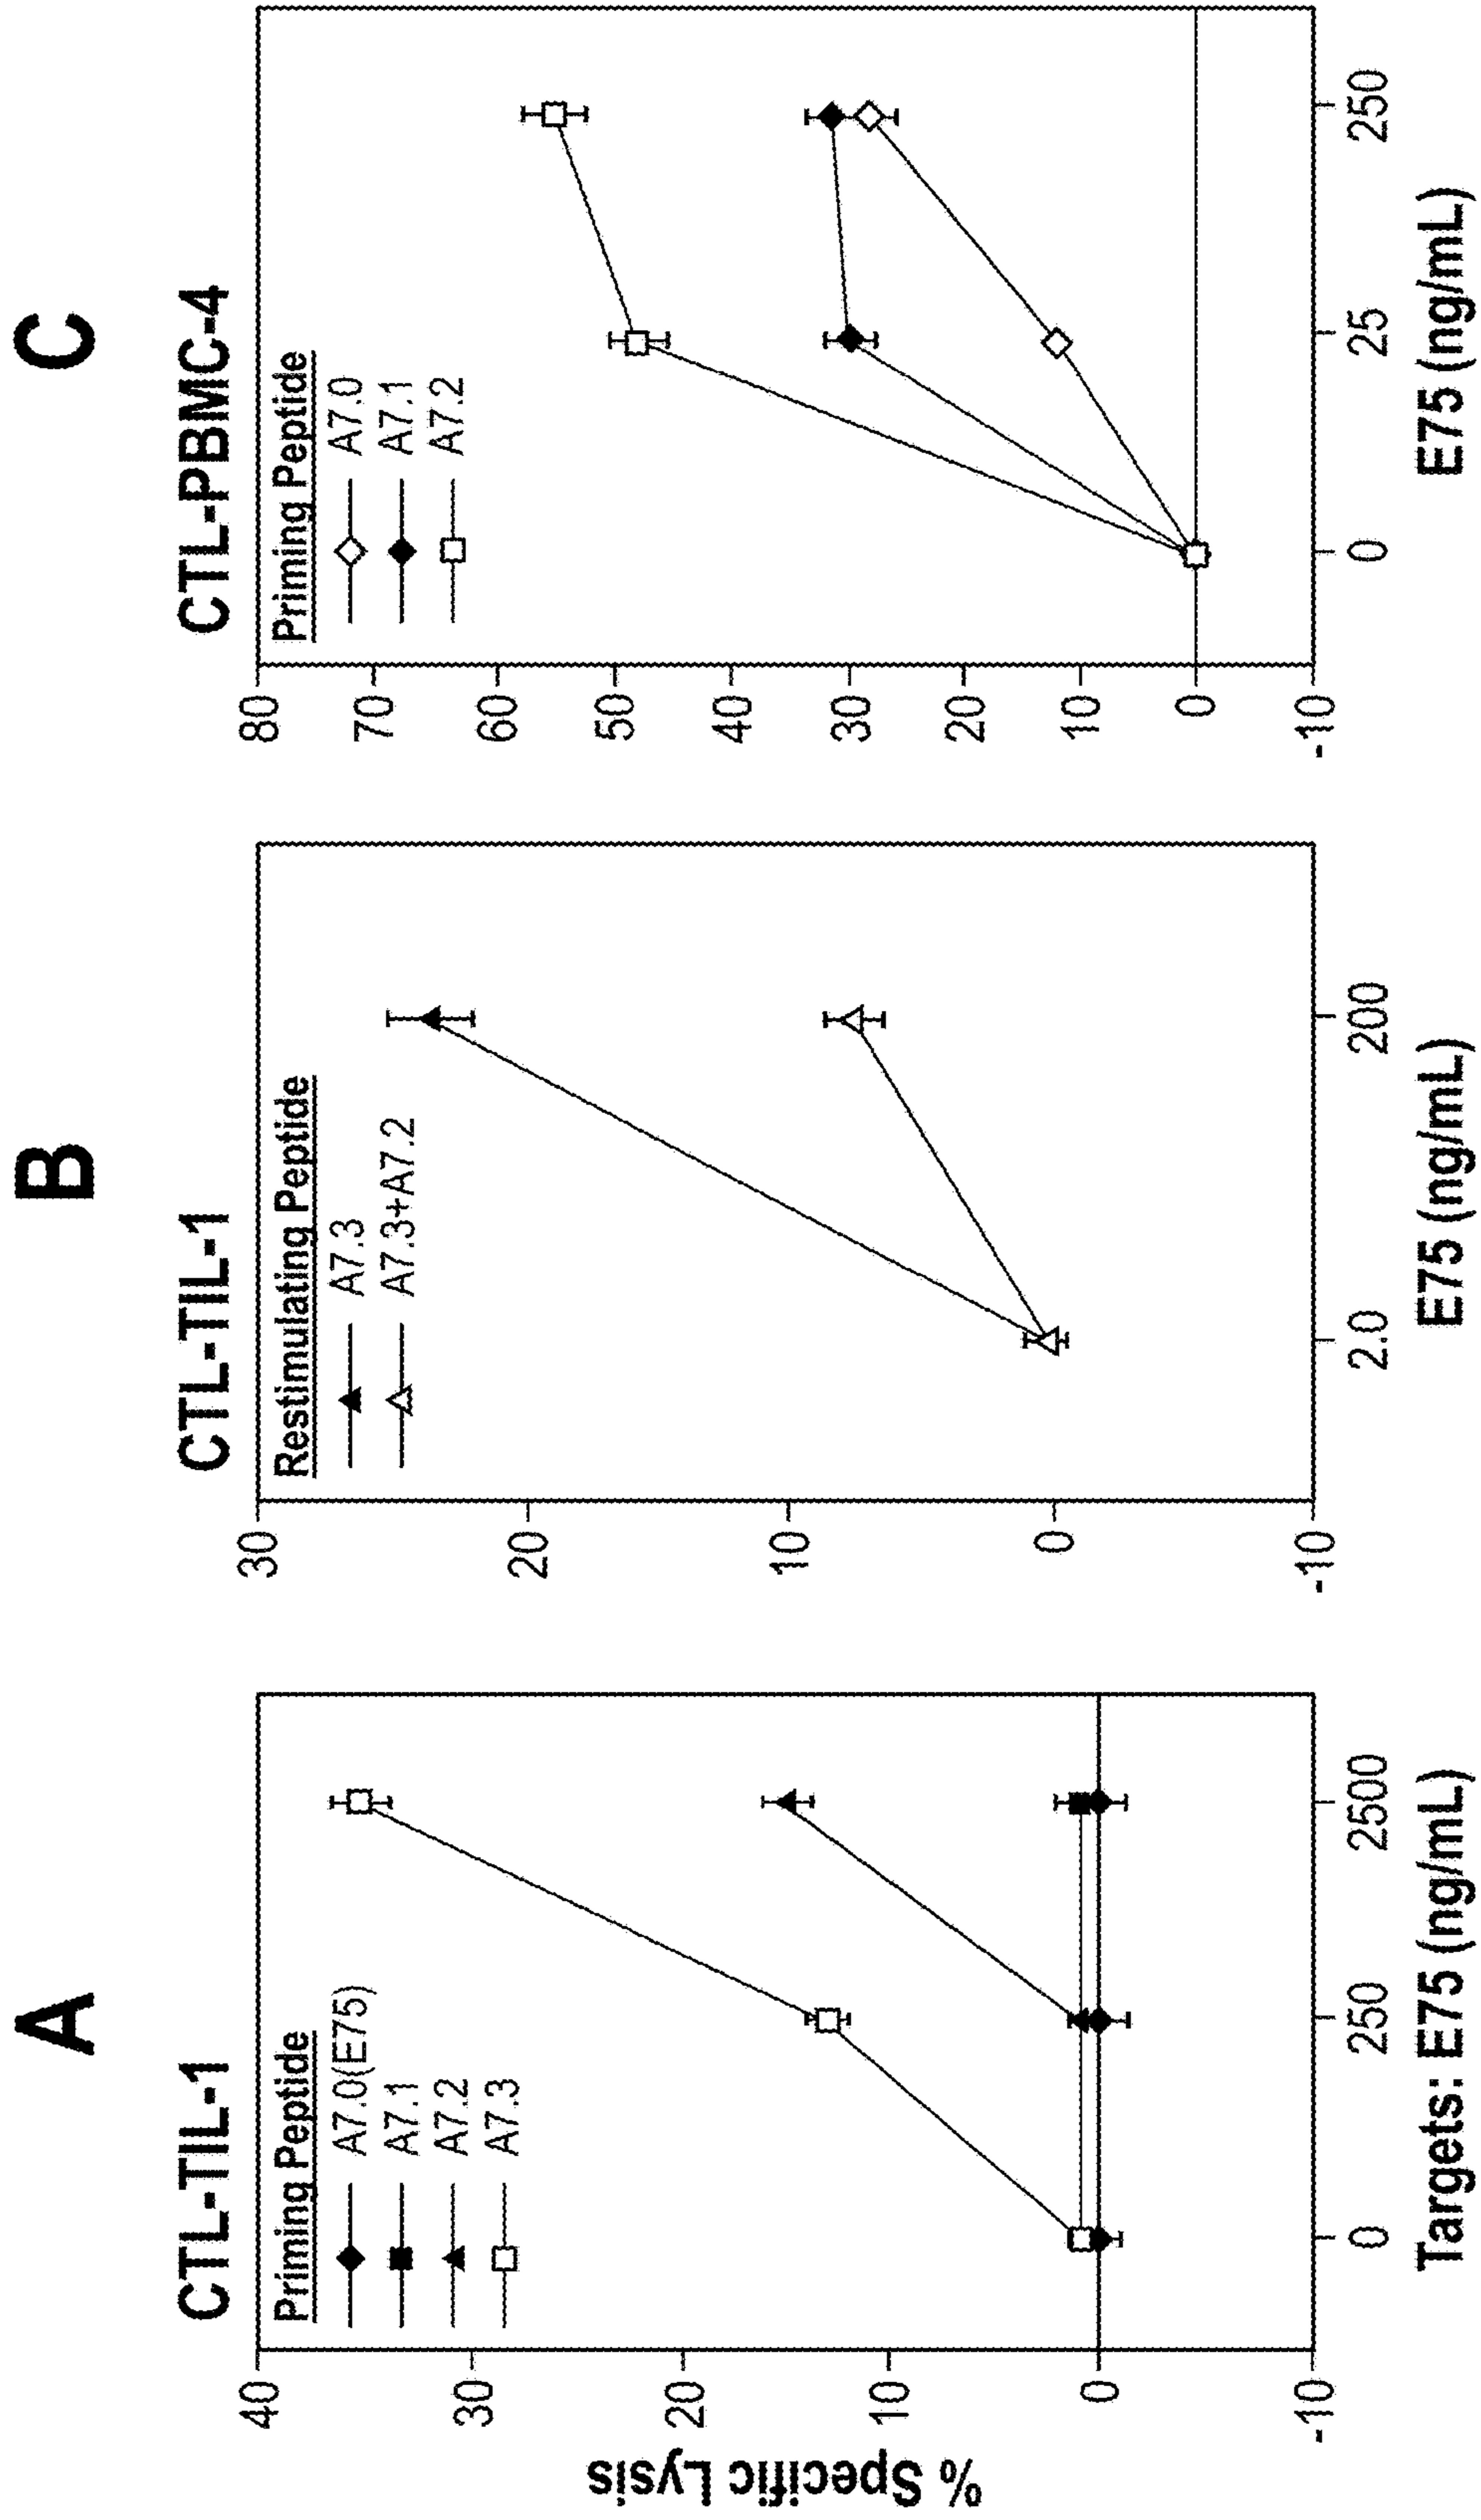 A
CTL-TIL-1
Priming Peptide
A7.0(E75)
A7.1
A7.2
A7.3
% Specific Lysis
40
30
20
10
0
-10
0
250
2500
Targets: E75 (ng/mL)
B
CTL-TIL-1
Restimulating Peptide
A7.3
A7.3+A7.2
30
20
10
0
-10
2.0
200
E75 (ng/mL)
C
CTL-PBMC-4
Priming Peptide
A7.0
A7.1
A7.2
80
70
60
50
40
30
20
10
0
-10
0
25
250
E75 (ng/mL)